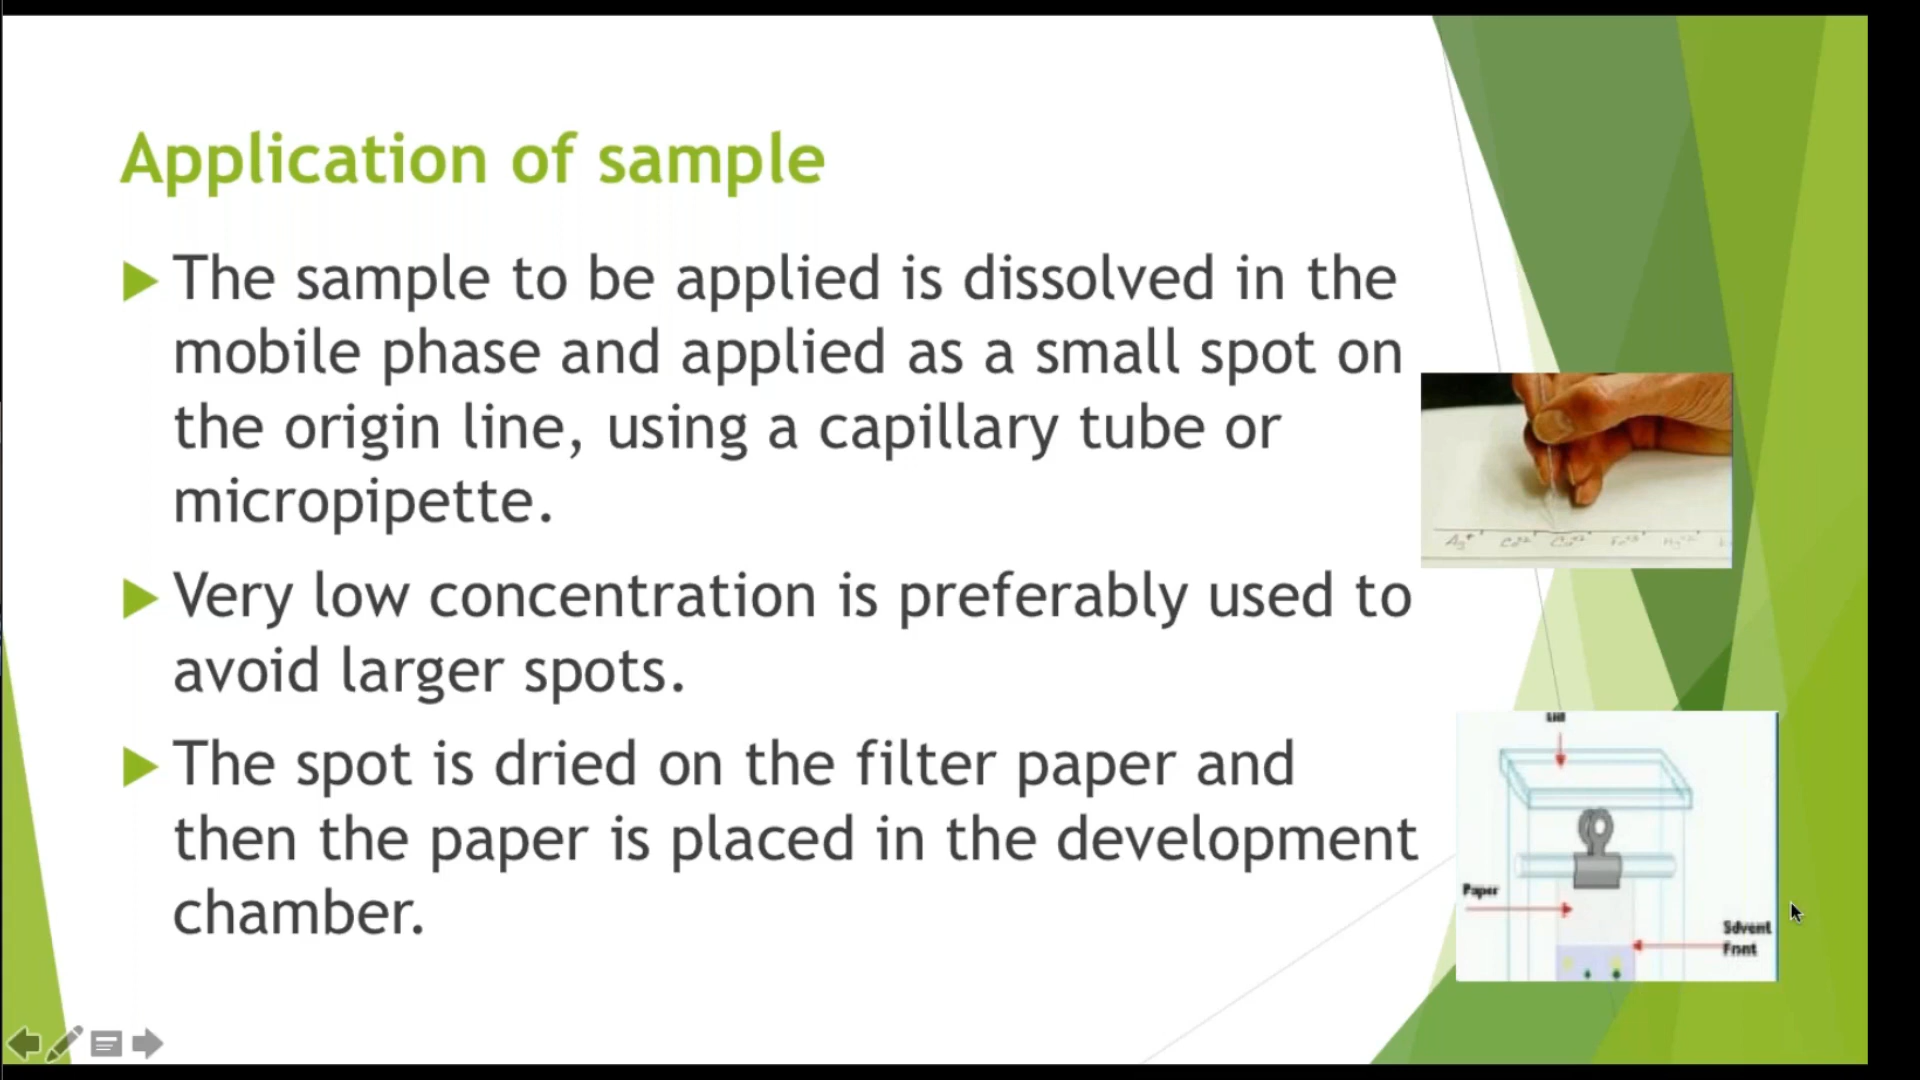 Application of sample
The sample to be applied is dissolved in the
mobile phase and applied as a small spot on
the origin line, using a capillary tube or
micropipette.
Very low concentration is preferably used to
avoid larger spots.
The spot is dried on the filter paper and
then the paper is placed in the development
chamber.
Lid
Paper
Solvent
Front